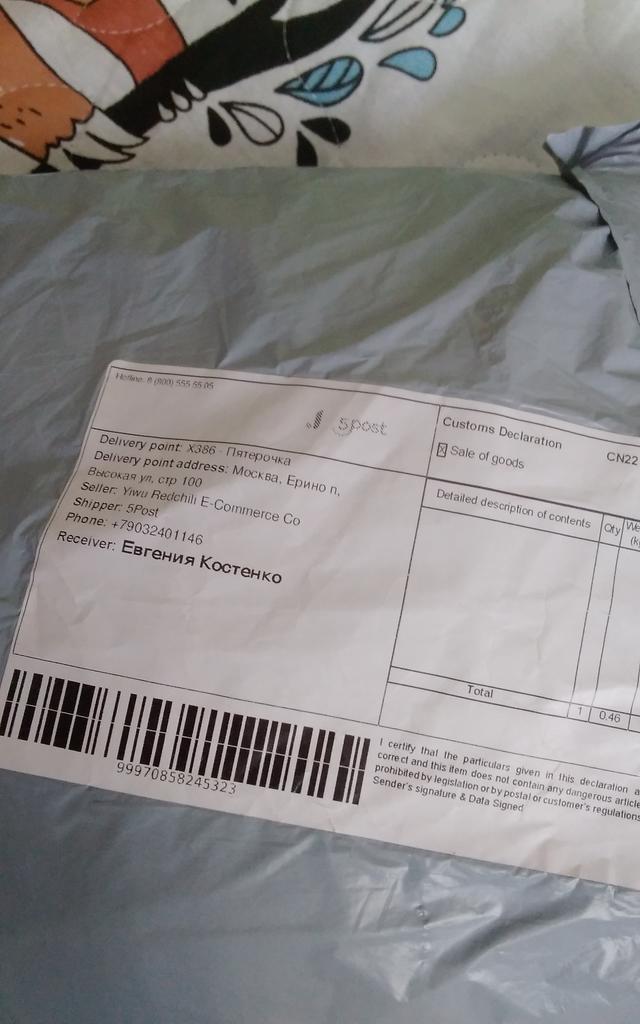 Hotline: 8 (800) 555 55 05
5post
Customs Declaration
CN22
☒ Sale of goods
Delivery point: X386 - Пятерочка
Delivery point address: Москва, Ерино п,
Высокая ул, стр 100
Seller: Yiwu Redchili E-Commerce Co
Shipper: 5Post
Phone: +79032401146
Receiver: Евгения Костенко
Detailed description of contents
Qty
Total
1
0.46
99970858245323
I certify that the particulars given in this declaration
correct and this item does not contain any dangerous
prohibited by legislation or by postal or customer's regulations
Sender's signature & Data Signed